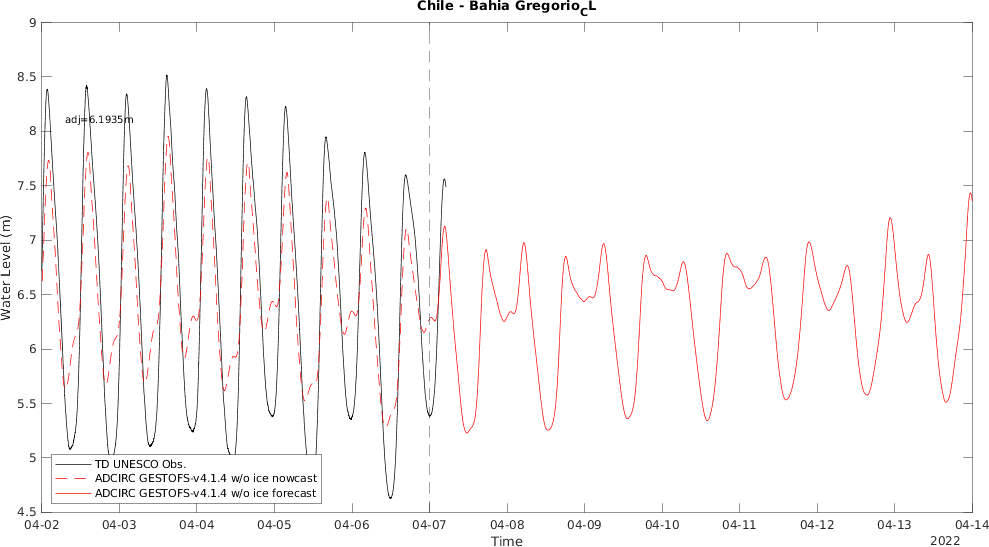 Chile - Bahia Gregorio_CL
9
8.5
8
7.5
7
6.5
6
5.5
5
4.5
Water Level (m)
adj=6.1935m
TD UNESCO Obs.
ADCIRC GESTOFS-v4.1.4 w/o ice nowcast
ADCIRC GESTOFS-v4.1.4 w/o ice forecast
04-02 04-03 04-04 04-05 04-06 04-07 04-08 04-09 04-10 04-11 04-12 04-13 04-14
Time
2022